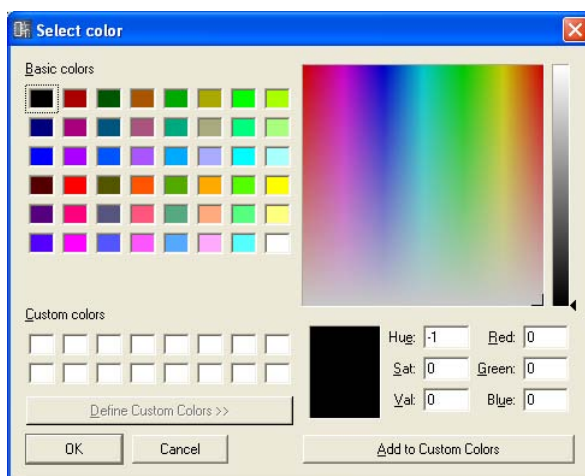 Select color
Basic colors
Custom colors
Hue: -1 Red: 0
Sat: 0 Green: 0
Val: 0 Blue: 0
Define Custom Colors >>
OK Cancel Add to Custom Colors